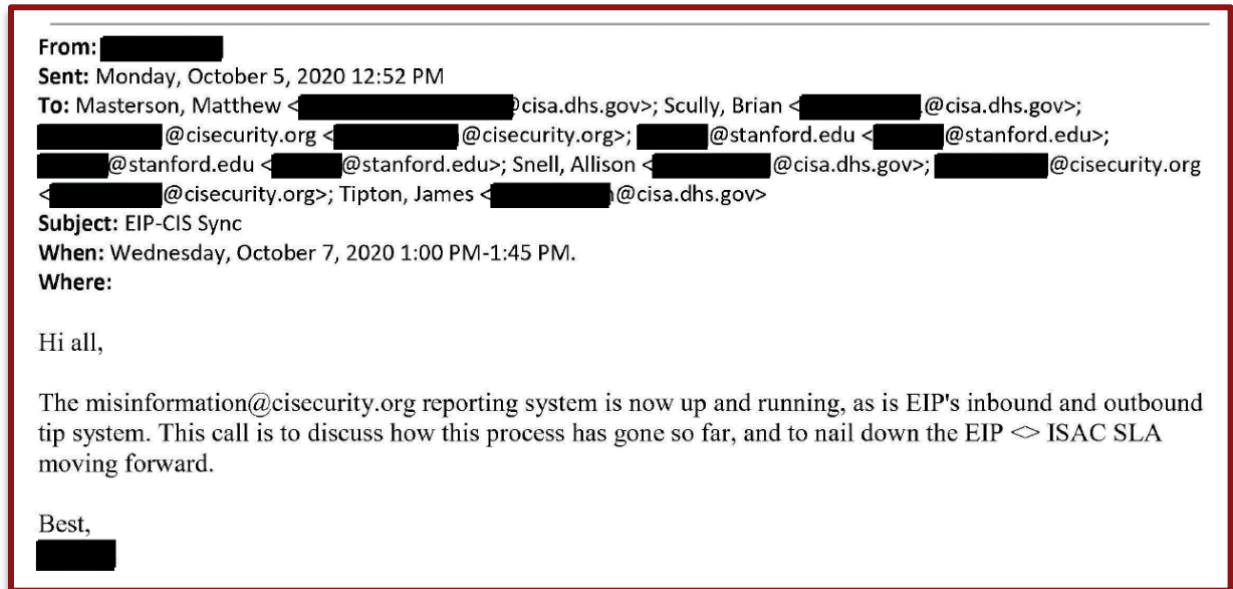 From:
Sent: Monday, October 5, 2020 12:52 PM
To: Masterson, Matthew < @cisa.dhs.gov>; Scully, Brian < @cisa.dhs.gov>;
@cisecurity.org < @cisecurity.org>; @stanford.edu < @stanford.edu>;
@stanford.edu < @stanford.edu>; Snell, Allison < @cisa.dhs.gov>; @cisecurity.org
< @cisecurity.org>; Tipton, James < @cisa.dhs.gov>
Subject: EIP-CIS Sync
When: Wednesday, October 7, 2020 1:00 PM-1:45 PM.
Where:
Hi all,
The misinformation@cisecurity.org reporting system is now up and running, as is EIP's inbound and outbound
tip system. This call is to discuss how this process has gone so far, and to nail down the EIP <> ISAC SLA
moving forward.
Best,